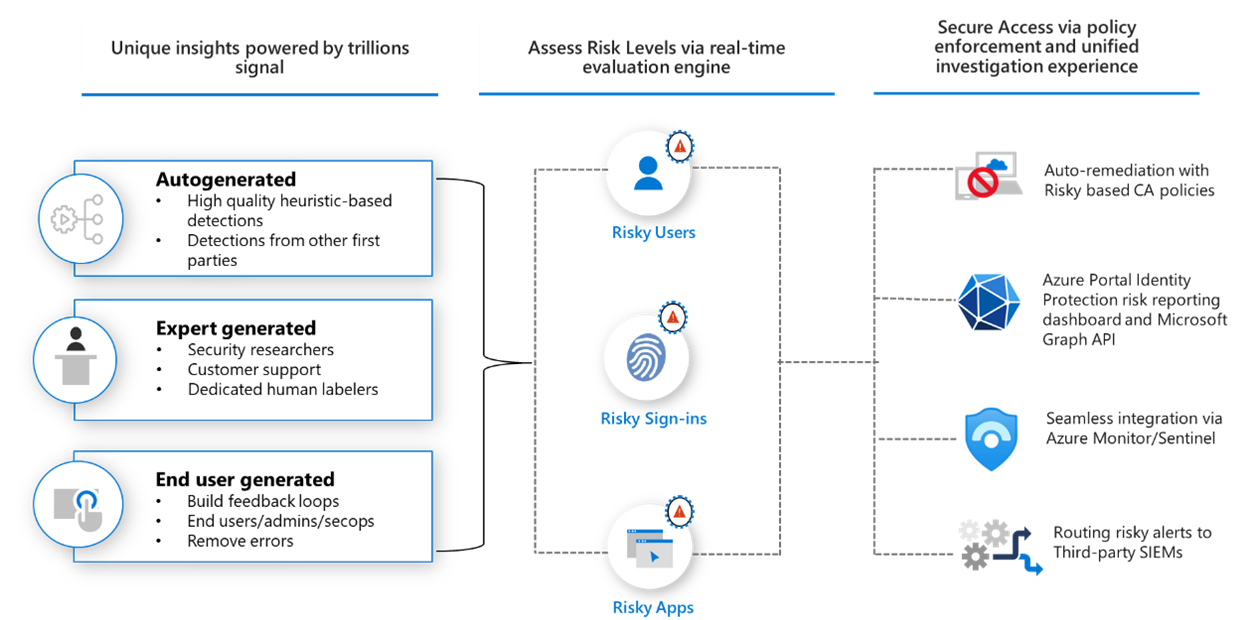 Unique insights powered by trillions
signal
Assess Risk Levels via real-time
evaluation engine
Secure Access via policy
enforcement and unified
investigation experience
Autogenerated
• High quality heuristic-based
detections
• Detections from other first
parties
Expert generated
• Security researchers
• Customer support
• Dedicated human labelers
End user generated
• Build feedback loops
• End users/admins/secops
• Remove errors
Risky Users
Risky Sign-ins
Risky Apps
Auto-remediation with
Risky based CA policies
Azure Portal Identity
Protection risk reporting
dashboard and Microsoft
Graph API
Seamless integration via
Azure Monitor/Sentinel
Routing risky alerts to
Third-party SIEMs